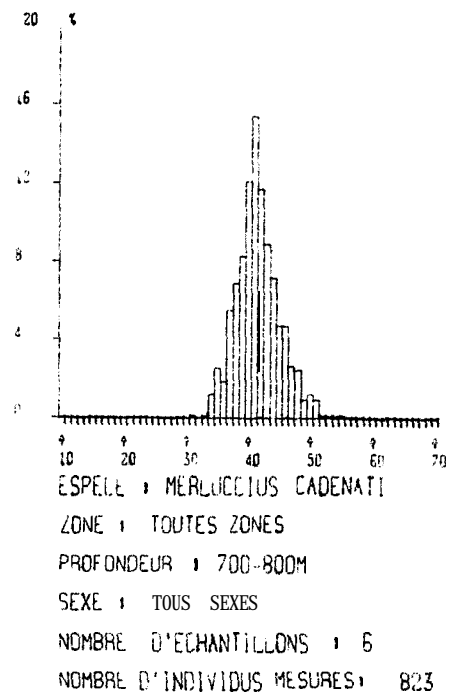 20 %
16
12
8
4
0
10 20 30 40 50 60 70
ESPECE : MERLUCCIUS CADENATI
ZONE : TOUTES ZONES
PROFONDEUR : 700-800M
SEXE : TOUS SEXES
NOMBRE D'ECHANTILLONS : 6
NOMBRE D'INDIVIDUS MESURES: 823